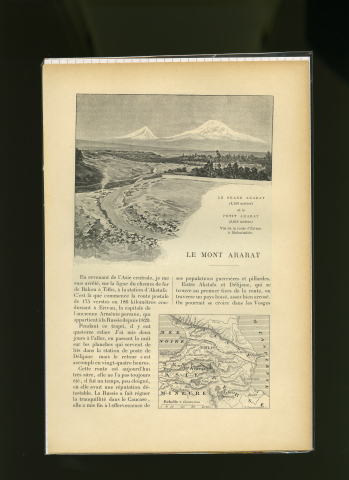 LE GRAND ARARAT
et le
PETIT ARARAT
Vus de la route d'Erivan
LE MONT ARARAT
En revenant de l'Asie centrale, je me
suis arrêté, sur la ligne du chemin de fer
de Bakou à Tiflis, à la station d'Akstafa.
C'est là que commence la route postale
de 175 verstes ou 186 kilomètres con-
duisant à Erivan, la capitale de
l'ancienne Arménie persane, qui
appartient à la Russie depuis 1829.
Pendant ce trajet, il y eut
quatorze relais. J'ai mis deux
jours à l'aller, en passant la nuit
sur les planches qui servent de
lits dans la station de poste de
Délijane, mais le retour s'est
accompli en vingt-quatre heures.
Cette route est aujourd'hui
très sûre, elle ne l'a pas toujours
été, il fut un temps, peu éloigné,
où elle avait une réputation dé-
testable. La Russie a fait régner
la tranquillité dans le Caucase,
elle a mis fin à l'effervescence de
ses populations guerrières et pillardes.
Entre Akstafa et Délijane, qui se
trouve au premier tiers de la route, on
traverse un pays boisé, assez bien arrosé.
On pourrait se croire dans les Vosges
MER
NOIRE
MINEURE